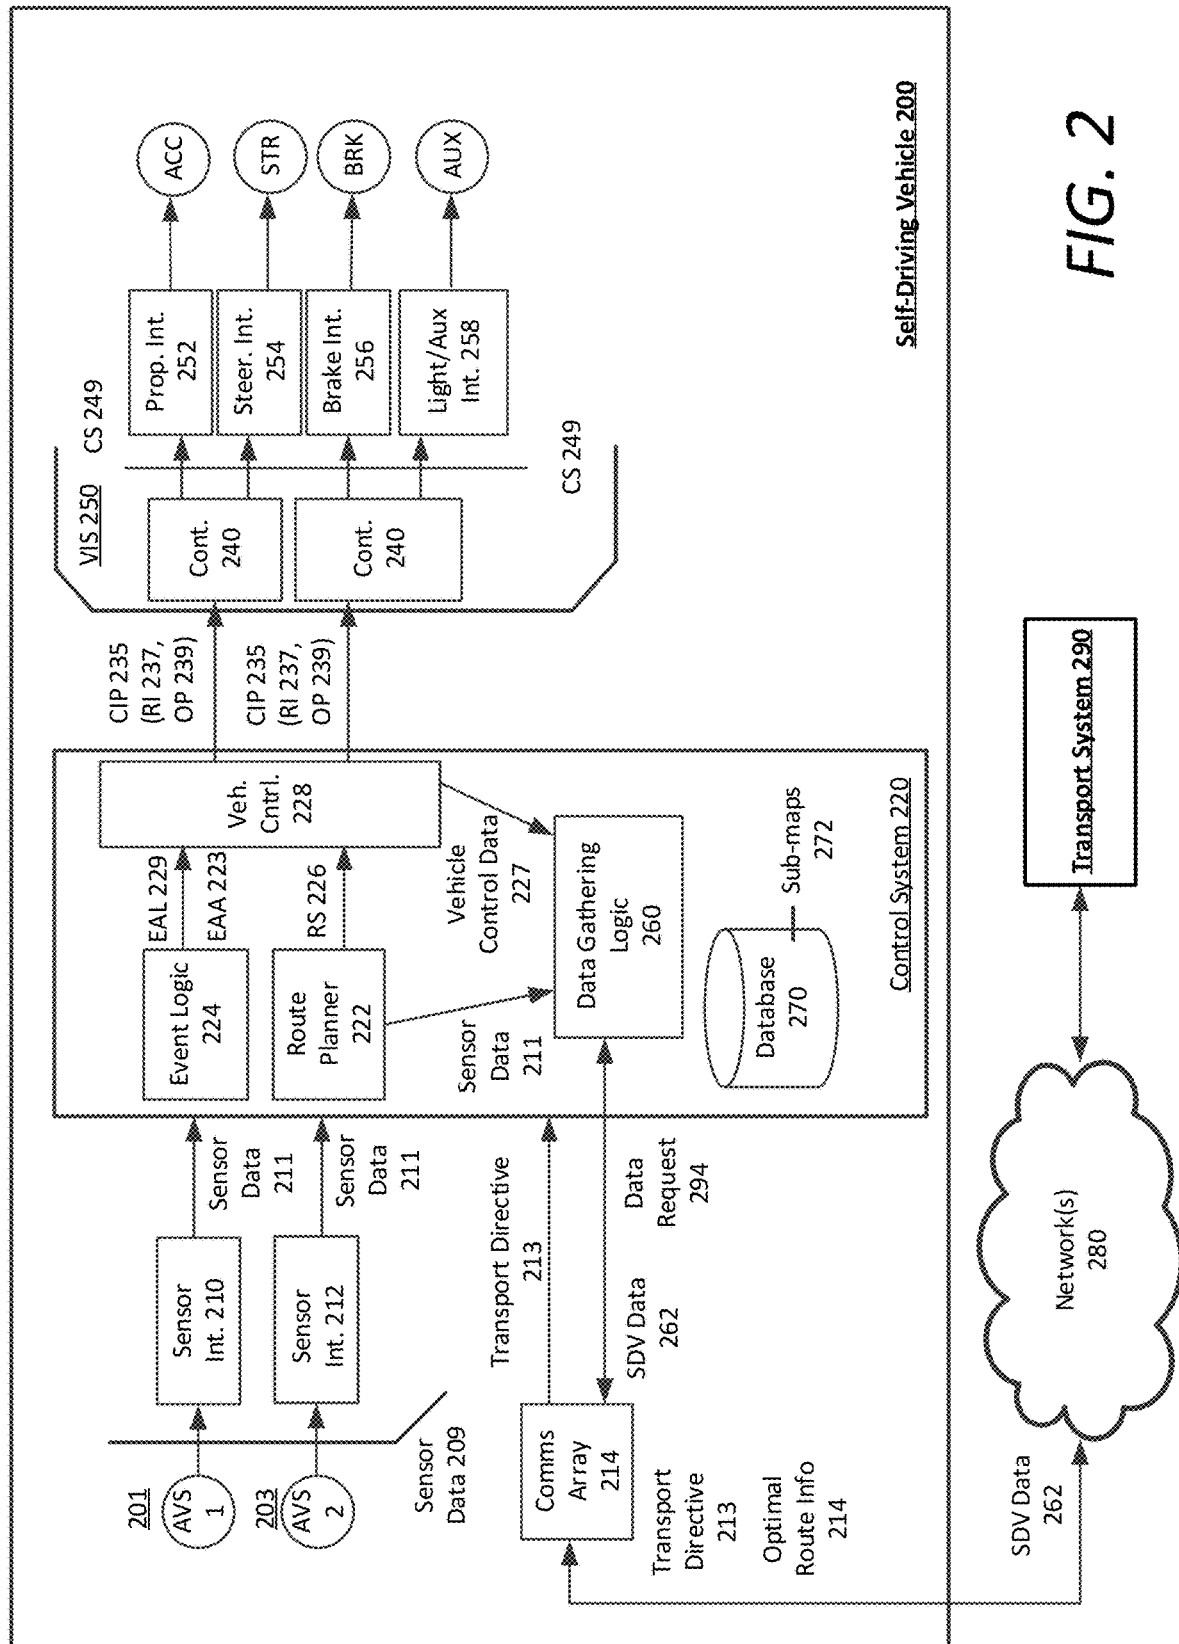 201
AVS
1
203
AVS
2
Sensor
Data 209
Sensor
Int. 210
Sensor
Int. 212
Sensor
Data
211
Sensor
Data
211
Comms
Array
214
Transport
Directive
213
Optimal
Route Info
214
Transport Directive
213
SDV Data
262
Data
Request
294
Event Logic
224
Route
Planner
222
EAL 229
EAA 223
RS 226
Veh.
Cntrl.
228
Sensor
Data
211
Vehicle
Control Data
227
Data Gathering
Logic
260
Database
270
Sub-maps
272
Control System 220
CIP 235
(RI 237,
OP 239)
CIP 235
(RI 237,
OP 239)
VIS 250
Cont.
240
Cont.
240
CS 249
CS 249
Prop. Int.
252
Steer. Int.
254
Brake Int.
256
Light/Aux
Int. 258
ACC
STR
BRK
AUX
Self-Driving Vehicle 200
SDV Data
262
Network(s)
280
Transport System 290
FIG. 2